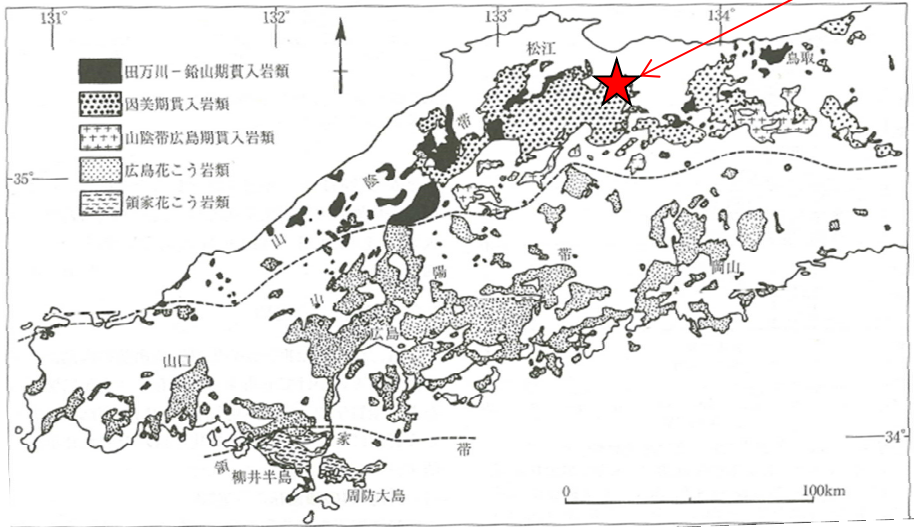 131°
132°
133°
134°
松江
鳥取
田万川－鉛山期貫入岩類
因美期貫入岩類
山陰帯広島期貫入岩類
広島花こう岩類
領家花こう岩類
35°
山 陰 帯
山 陽 帯
岡山
広島
山口
34°
領 家 帯
柳井半島
周防大島
0 100km